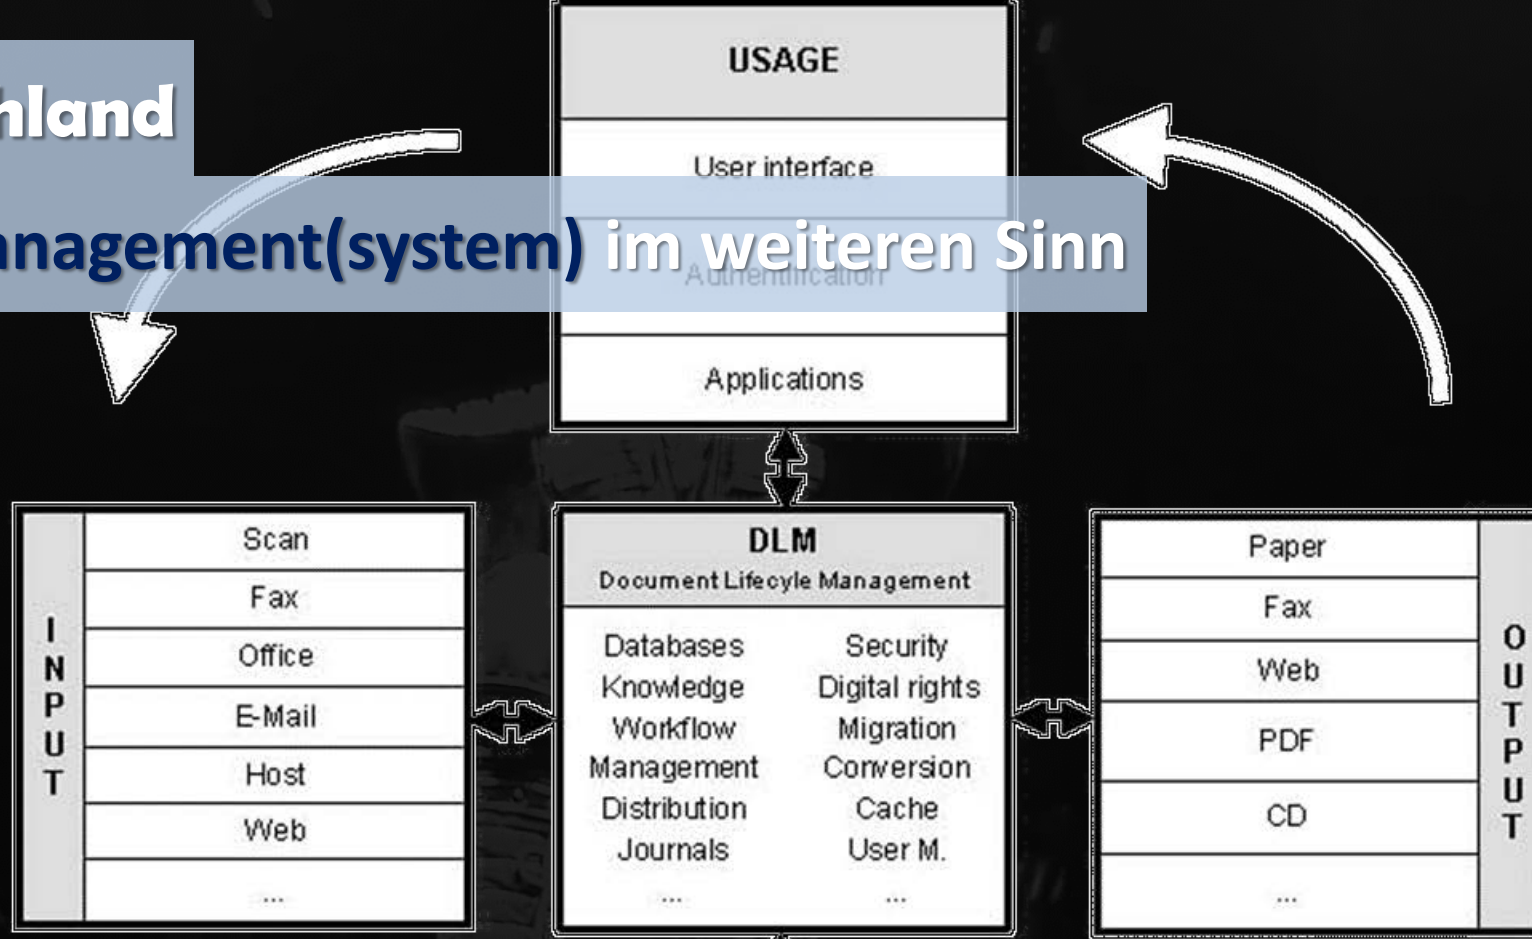 USAGE
hland
User interface
anagement(system) im weiteren Sinn
Authentification
Applications
INPUT
Scan
Fax
Office
E-Mail
Host
Web
...
DLM
Document Lifecyle Management
Databases Security
Knowledge Digital rights
Workflow Migration
Management Conversion
Distribution Cache
Journals User M.
... ...
Paper
Fax
Web
PDF
CD
...
OUTPUT